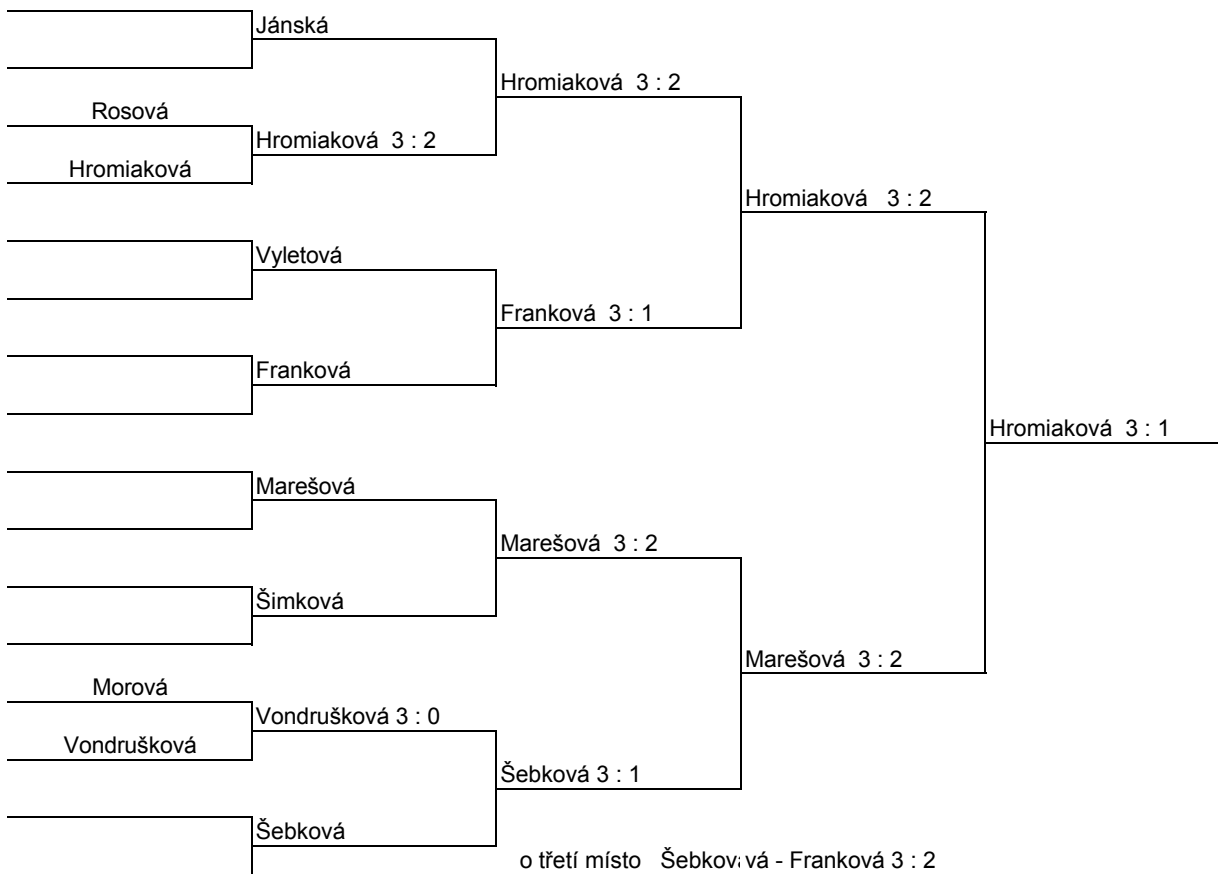 Jánská
Hromiaková  3 : 2
Rosová
Hromiaková  3 : 2
Hromiaková
Hromiaková   3 : 2
Vyletová
Franková  3 : 1
Franková
Hromiaková  3 : 1
Marešová
Marešová  3 : 2
Šimková
Marešová  3 : 2
Morová
Vondrušková 3 : 0
Vondrušková
Šebková 3 : 1
Šebková
o třetí místo   Šebková - Franková 3 : 2